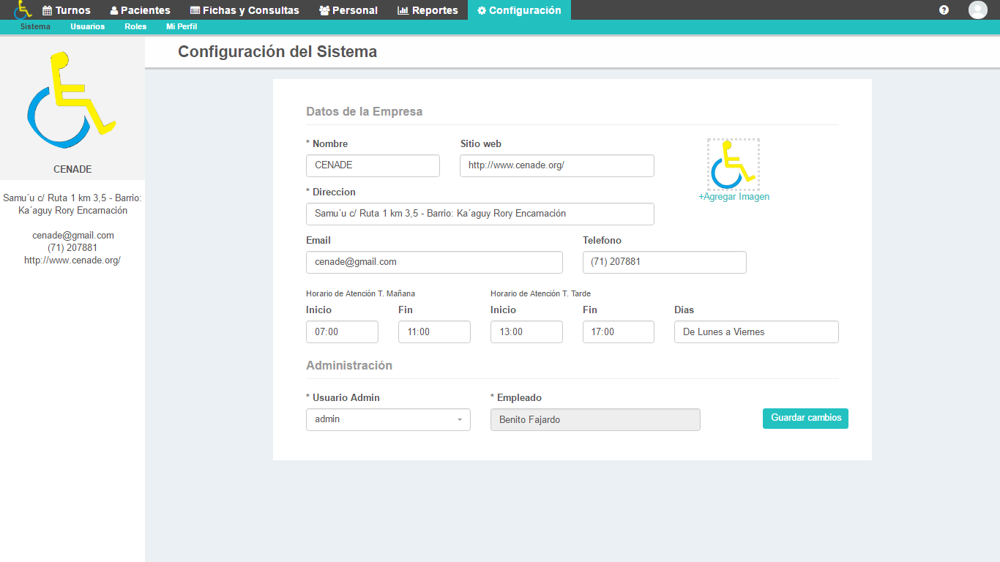 Turnos Pacientes Fichas y Consultas Personal Reportes Configuración
Sistema Usuarios Roles Mi Perfil
CENADE
Samu´u c/ Ruta 1 km 3,5 - Barrio:
Ka´aguy Rory Encarnación
cenade@gmail.com
(71) 207881
http://www.cenade.org/
Configuración del Sistema
Datos de la Empresa
* Nombre Sitio web
CENADE http://www.cenade.org/
+Agregar Imagen
* Direccion
Samu´u c/ Ruta 1 km 3,5 - Barrio: Ka´aguy Rory Encarnación
Email Telefono
cenade@gmail.com (71) 207881
Horario de Atención T. Mañana Horario de Atención T. Tarde
Inicio Fin Inicio Fin Días
07:00 11:00 13:00 17:00 De Lunes a Viernes
Administración
* Usuario Admin * Empleado
admin Benito Fajardo Guardar cambios